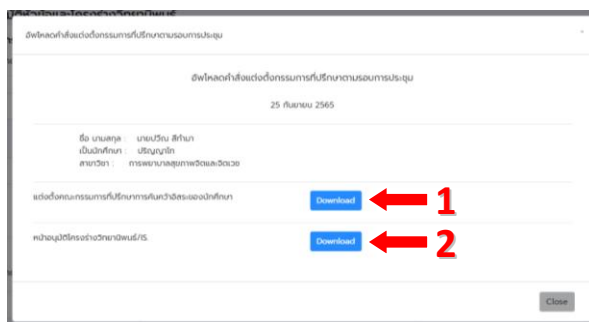 อัพโหลดคำสั่งแต่งตั้งกรรมการที่ปรึกษาตามรอบการประชุม
อัพโหลดคำสั่งแต่งตั้งกรรมการที่ปรึกษาตามรอบการประชุม
25 กันยายน 2565
ชื่อ นามสกุล : นายปวีณ สีทำมา
เป็นนักศึกษา : ปริญญาโท
สาขาวิชา : การพยาบาลสุขภาพจิตและจิตเวช
แต่งตั้งคณะกรรมการที่ปรึกษาการค้นคว้าอิสระของนักศึกษา
Download
1
หน้าอนุมัติโครงร่างวิทยานิพนธ์/IS
Download
2
Close